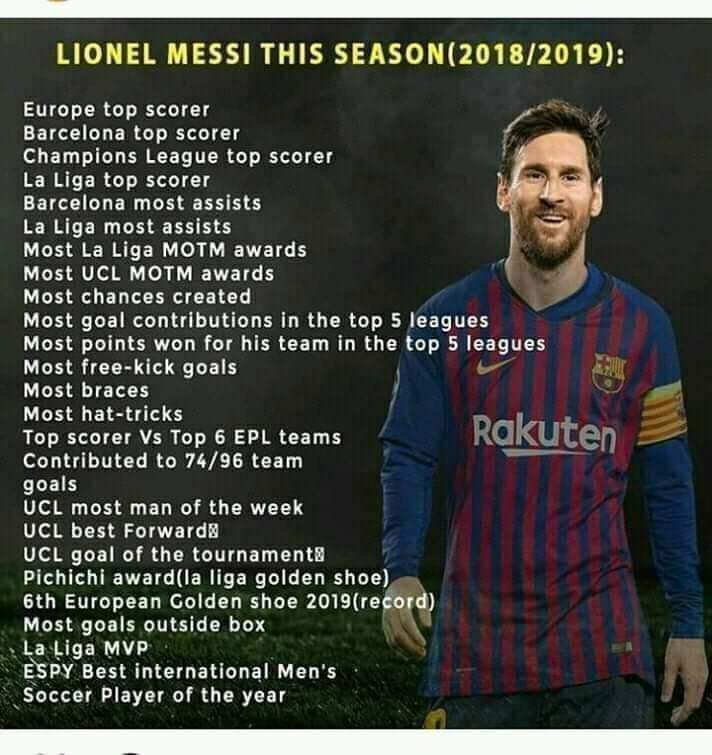 LIONEL MESSI THIS SEASON(2018/2019):
Europe top scorer
Barcelona top scorer
Champions League top scorer
La Liga top scorer
Barcelona most assists
La Liga most assists
Most La Liga MOTM awards
Most UCL MOTM awards
Most chances created
Most goal contributions in the top 5 leagues
Most points won for his team in the top 5 leagues
Most free-kick goals
Most braces
Most hat-tricks
Top scorer Vs Top 6 EPL teams
Contributed to 74/96 team
goals
UCL most man of the week
UCL best Forward
UCL goal of the tournament
Pichichi award(la liga golden shoe)
6th European Golden shoe 2019(record)
Most goals outside box
La Liga MVP
ESPY Best international Men's
Soccer Player of the year
Rakuten